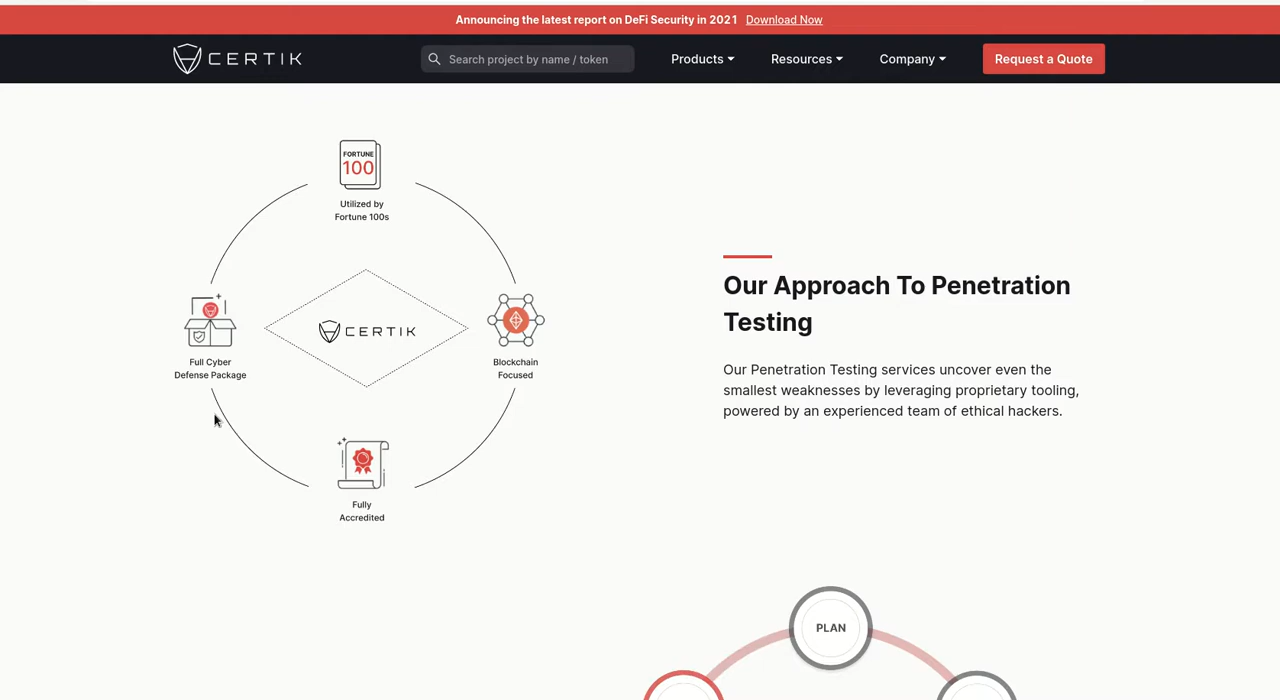 Announcing the latest report on DeFi Security in 2021 Download Now
CERTIK
Search project by name / token
Products
Resources
Company
Request a Quote
FORTUNE
100
Utilized by
Fortune 100s
Full Cyber
Defense Package
CERTIK
Blockchain
Focused
Fully
Accredited
Our Approach To Penetration
Testing
Our Penetration Testing services uncover even the
smallest weaknesses by leveraging proprietary tooling,
powered by an experienced team of ethical hackers.
PLAN